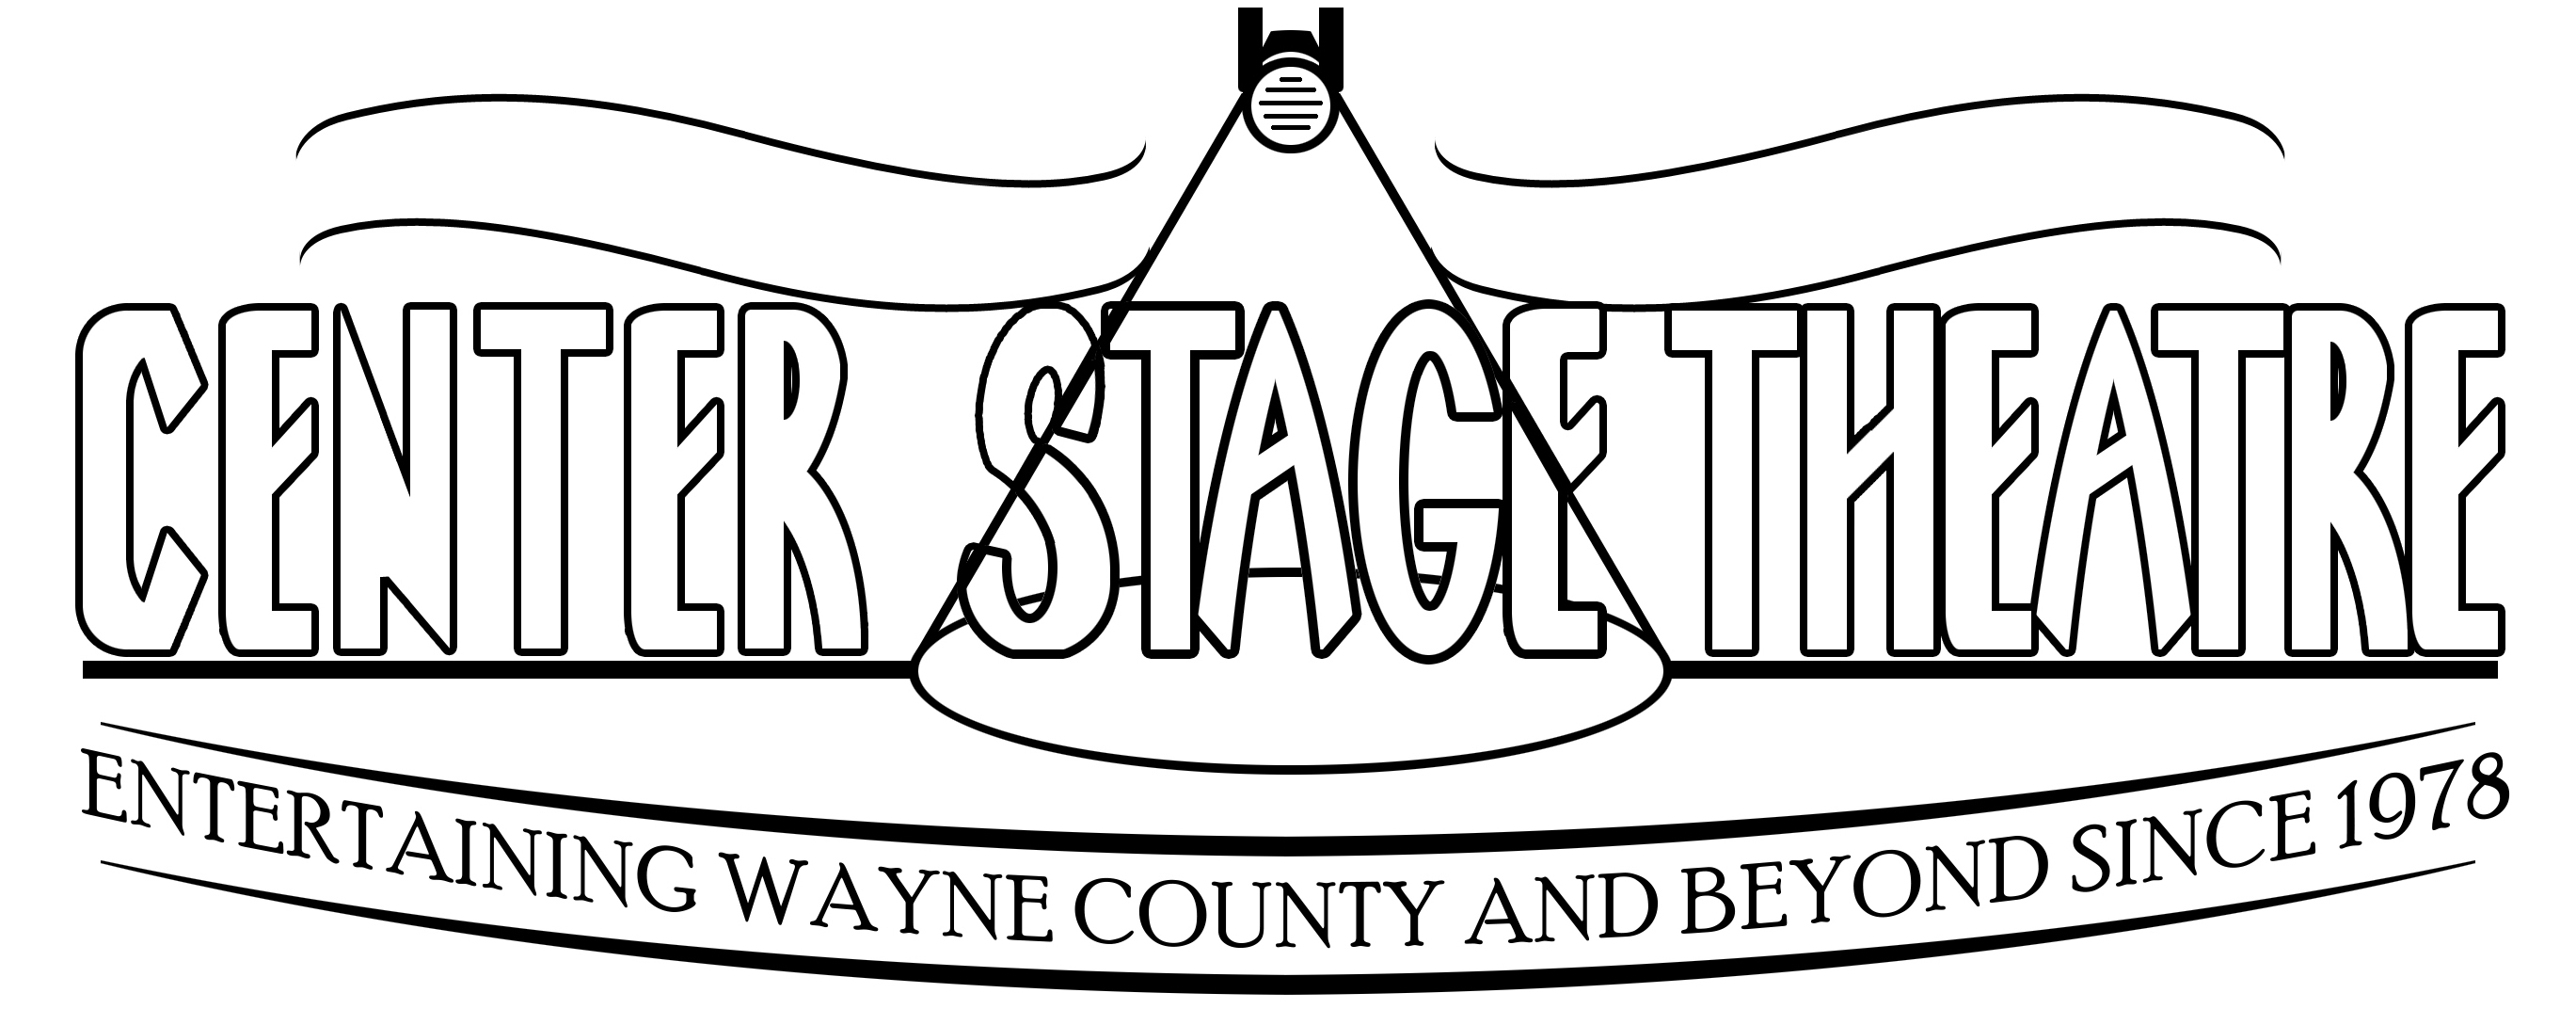 CENTER STAGE THEATRE
ENTERTAINING WAYNE COUNTY AND BEYOND SINCE 1978